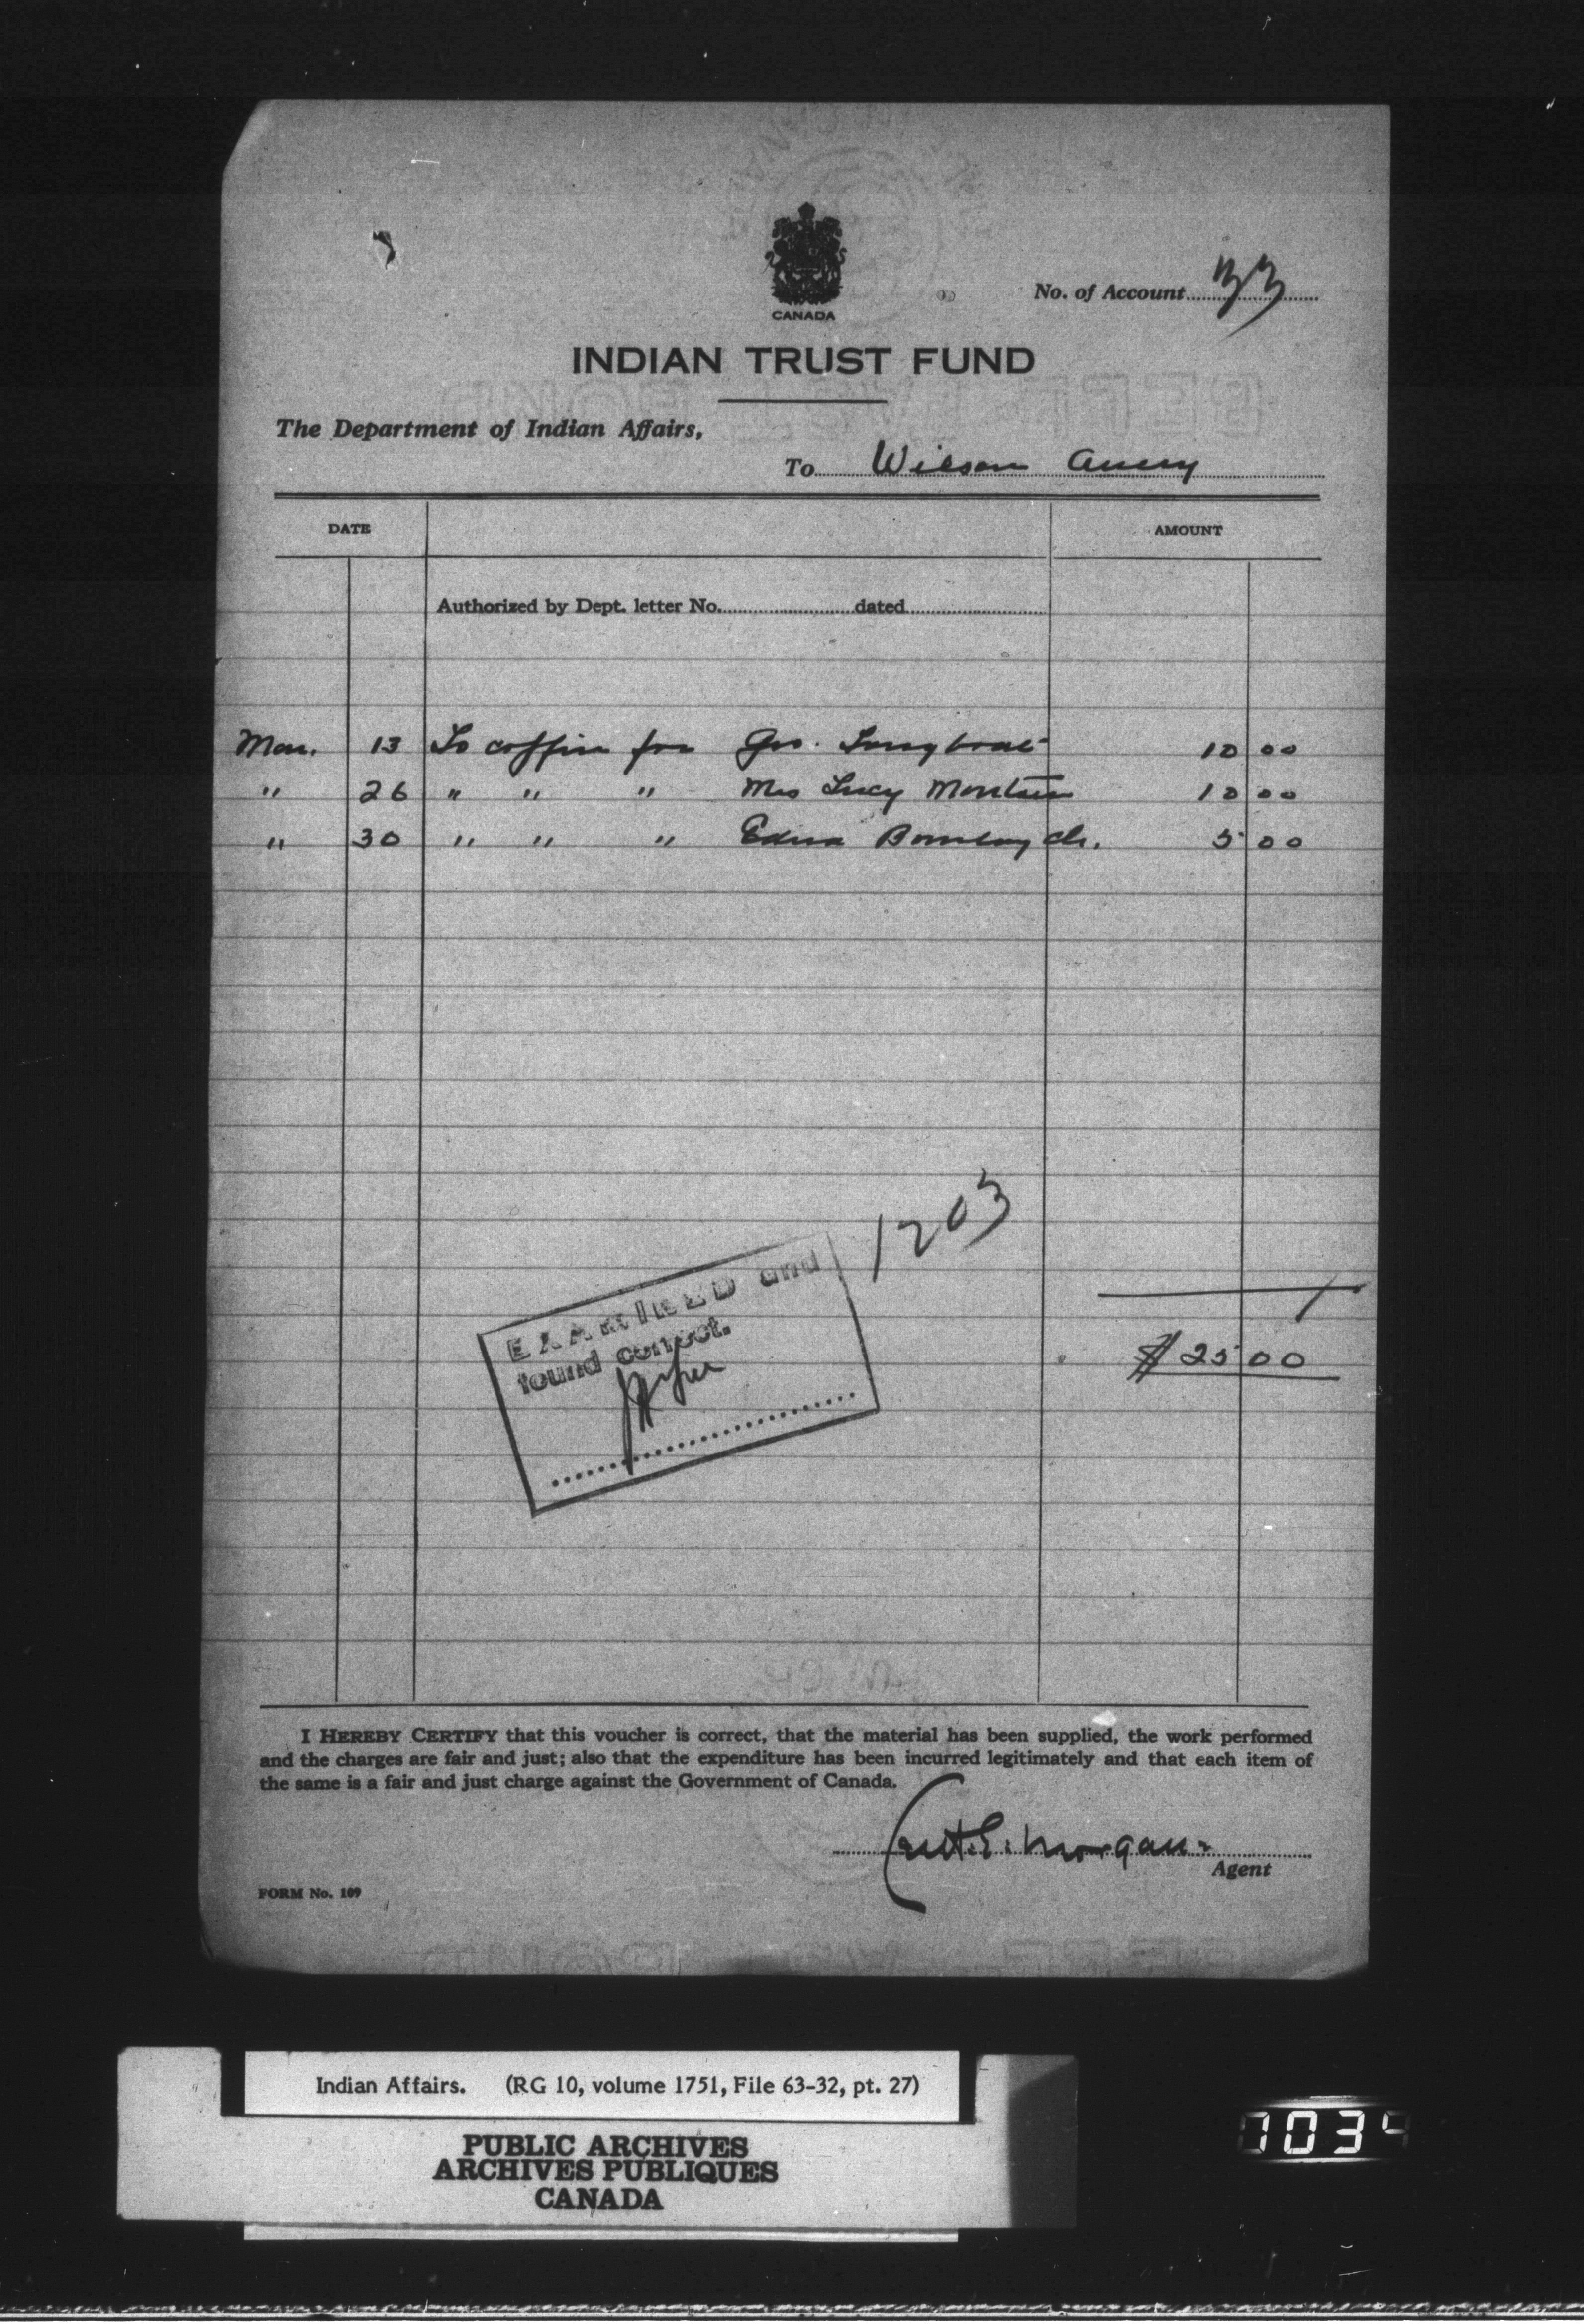 No. of Account 33
CANADA
INDIAN TRUST FUND
The Department of Indian Affairs,
To Wilson Avery
DATE AMOUNT
Authorized by Dept. letter No. dated
Mar. 13 To coffin for Geo. Longboat 10 00
" 26 " " " Mrs Lucy 10 00
" 30 " " " Edna Bomberry ch. 5 00
1203
EXAMINED and
found correct.
$ 25 00
I HEREBY CERTIFY that this voucher is correct, that the material has been supplied, the work performed
and the charges are fair and just; also that the expenditure has been incurred legitimately and that each item of
the same is a fair and just charge against the Government of Canada.
E. Morgan
Agent
FORM No. 109
Indian Affairs. (RG 10, volume 1751, File 63-32, pt. 27)
PUBLIC ARCHIVES
ARCHIVES PUBLIQUES
CANADA